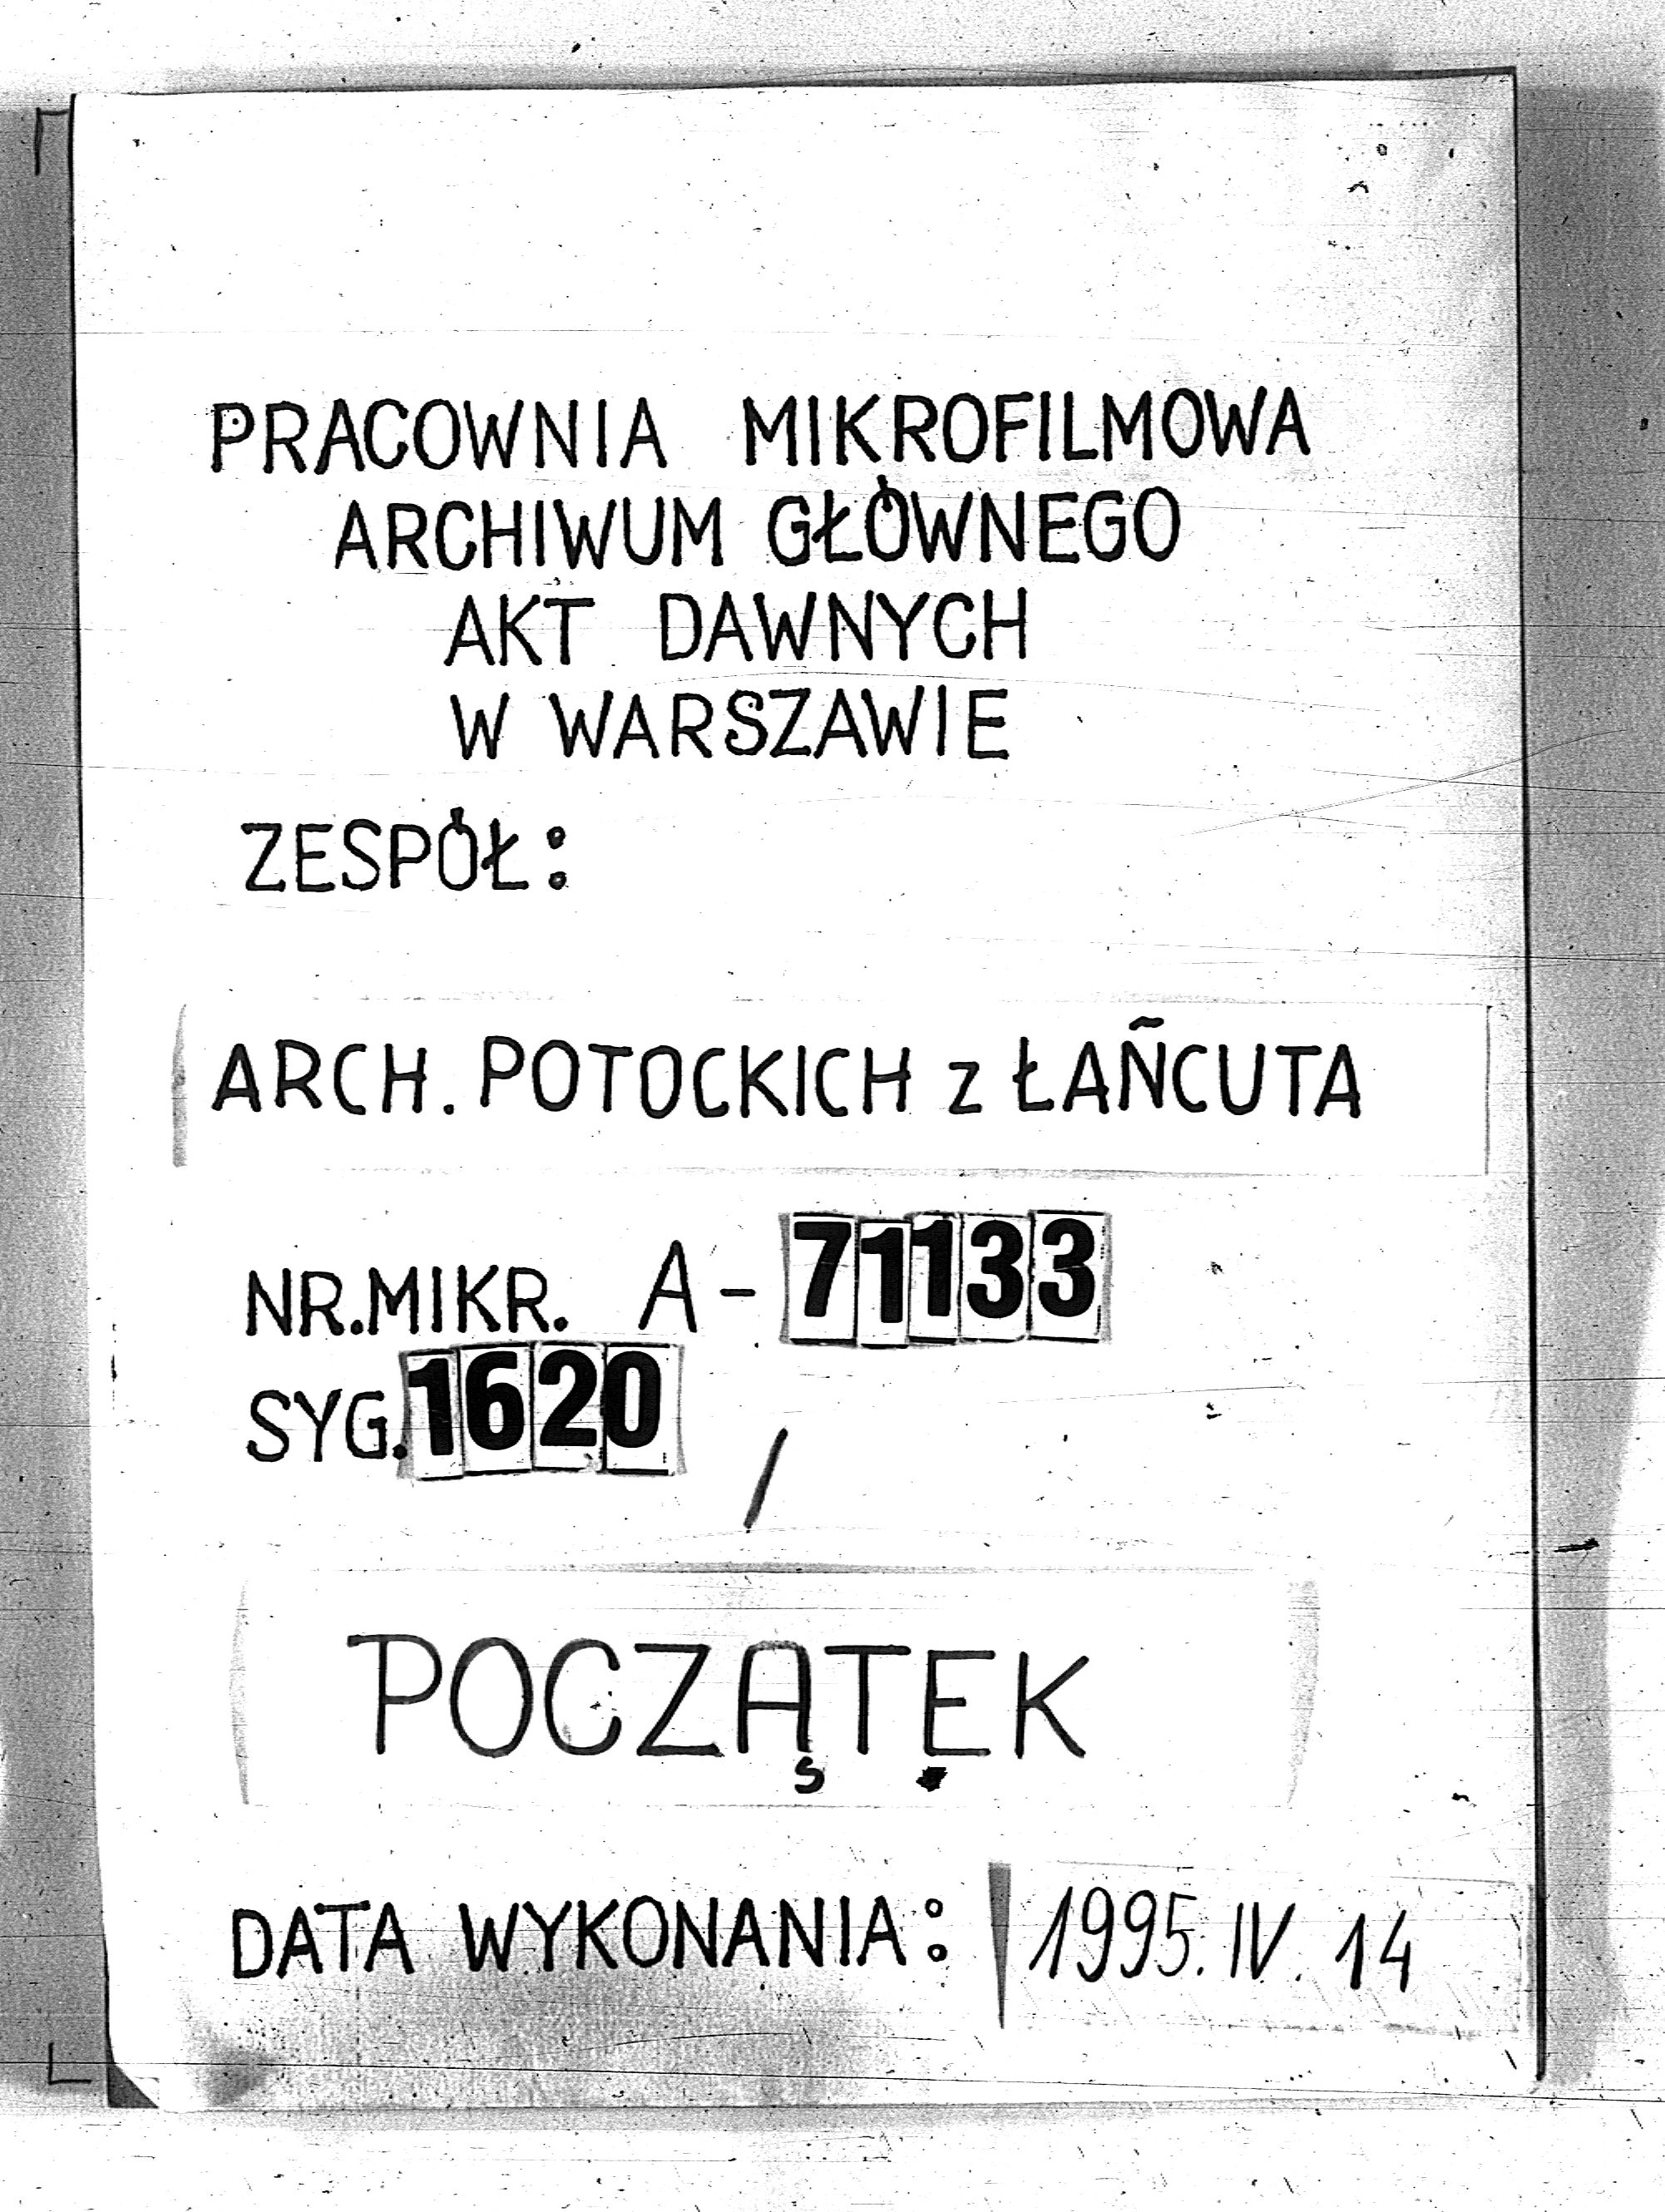 PRACOWNIA MIKROFILMOWA
ARCHIWUM GŁÓWNEGO
AKT DAWNYCH
W WARSZAWIE
ZESPÓŁ:
ARCH. POTOCKICH z ŁAŃCUTA
NR.MIKR. A-71133
SYG.1620 /
POCZĄTEK
DATA WYKONANIA: 1995.IV.14